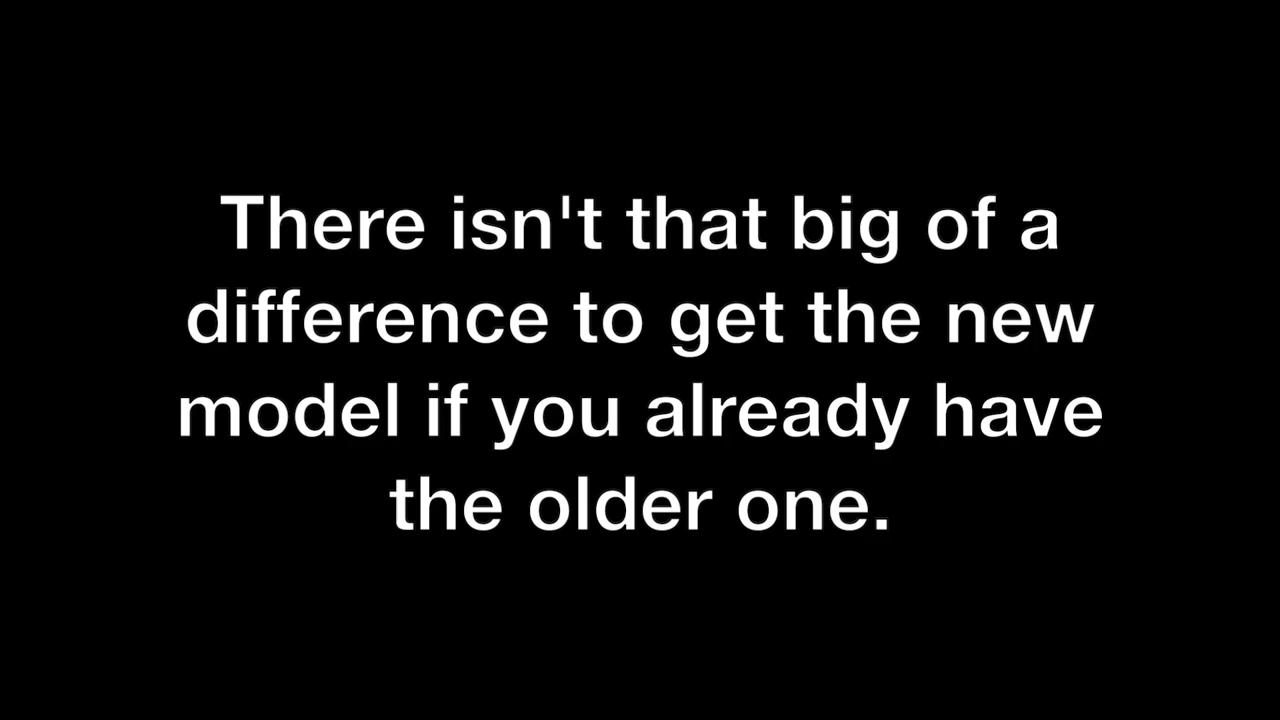 There isn't that big of a
difference to get the new
model if you already have
the older one.